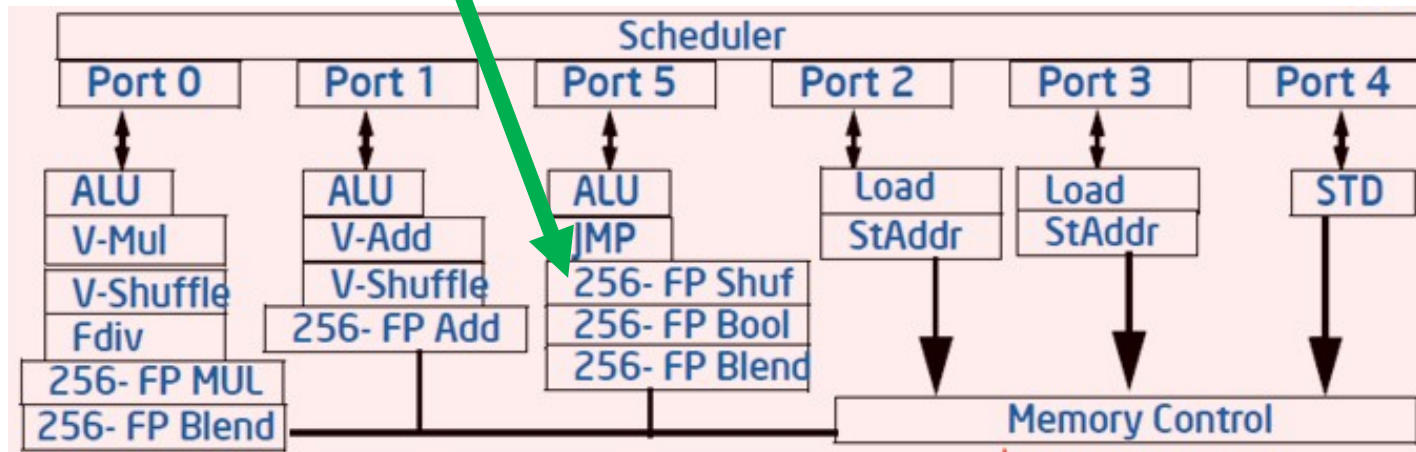 Scheduler
Port 0
Port 1
Port 5
Port 2
Port 3
Port 4
ALU
V-Mul
V-Shuffle
Fdiv
256- FP MUL
256- FP Blend
ALU
V-Add
V-Shuffle
256- FP Add
ALU
JMP
256- FP Shuf
256- FP Bool
256- FP Blend
Load
StAddr
Load
StAddr
STD
Memory Control